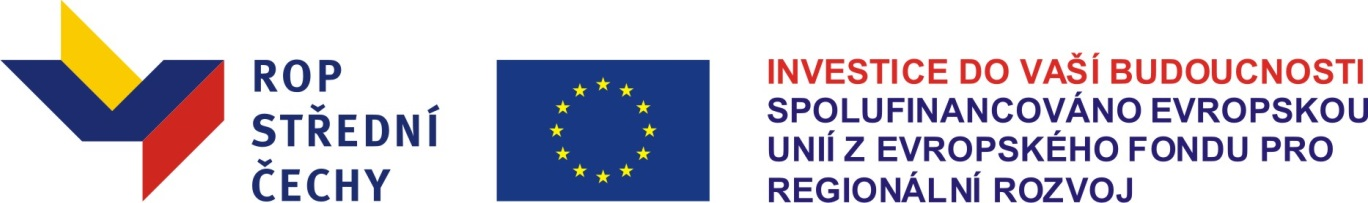 ROP
STŘEDNÍ
ČECHY
INVESTICE DO VAŠÍ BUDOUCNOSTI
SPOLUFINANCOVÁNO EVROPSKOU
UNIÍ Z EVROPSKÉHO FONDU PRO
REGIONÁLNÍ ROZVOJ